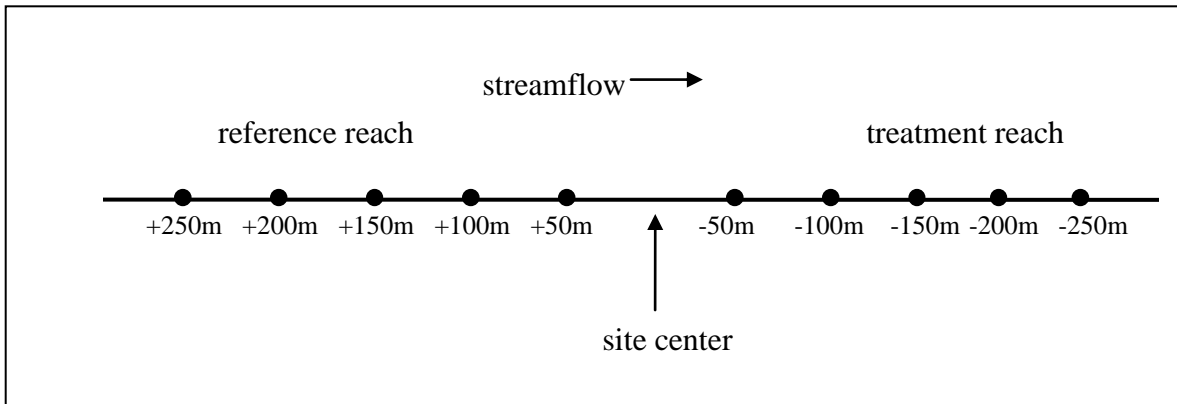 streamflow
reference reach treatment reach
+250m +200m +150m +100m +50m -50m -100m -150m -200m -250m
site center